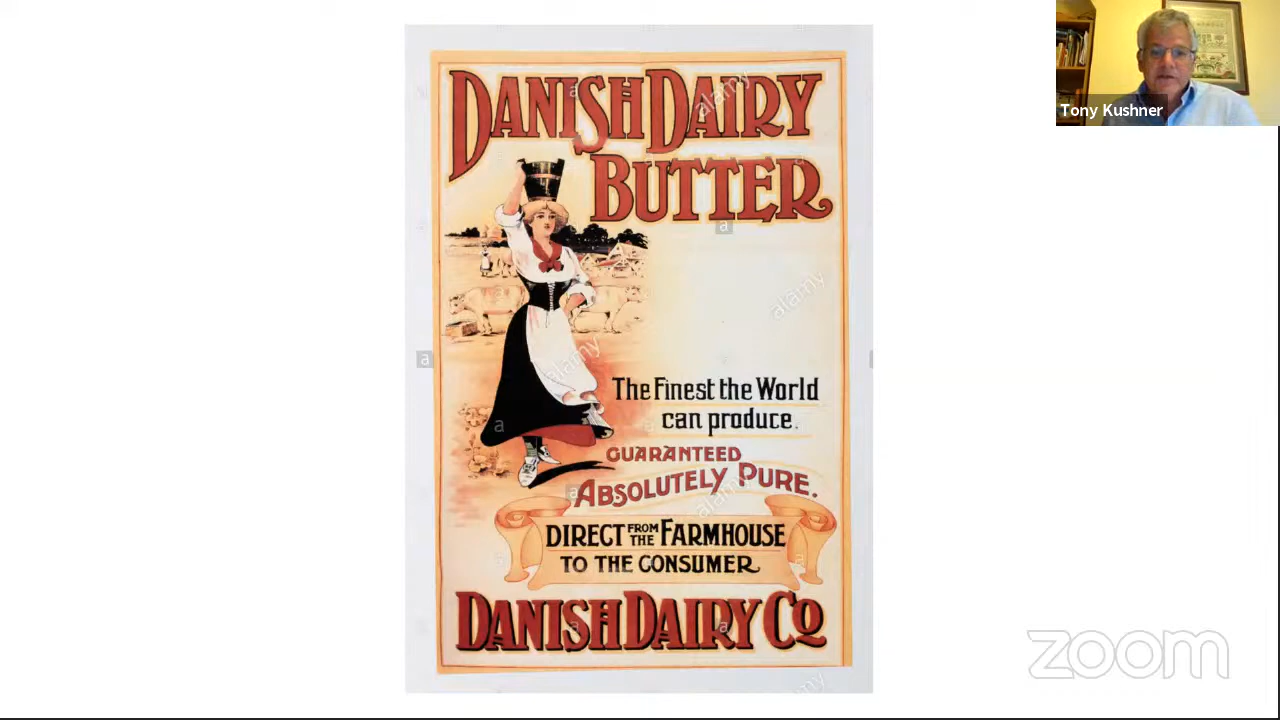 DANISH DAIRY
BUTTER
The Finest the World
can produce.
GUARANTEED
ABSOLUTELY PURE.
DIRECT FROM THE FARMHOUSE
TO THE CONSUMER
DANISH DAIRY CO
Tony Kushner
zoom
a
alamy